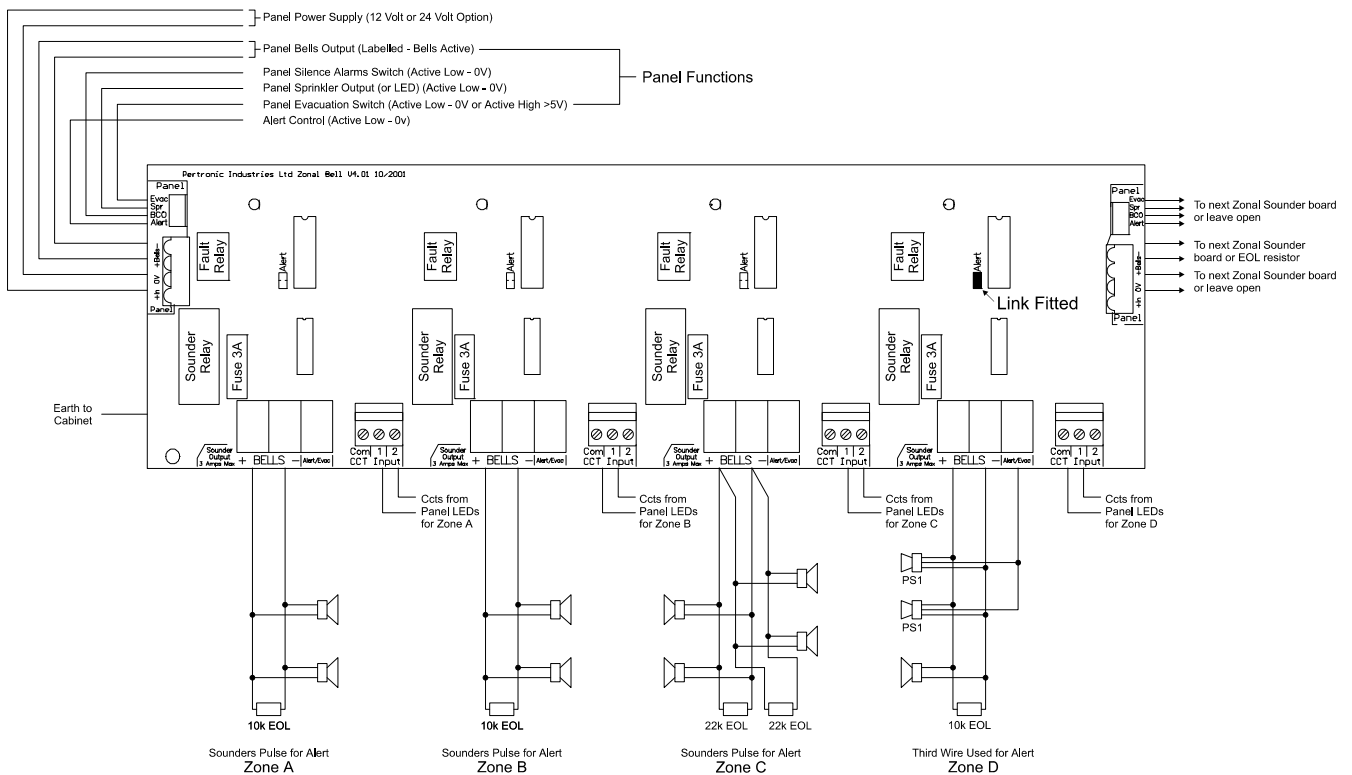 Panel Power Supply (12 Volt or 24 Volt Option)
Panel Bells Output (Labelled - Bells Active)
Panel Silence Alarms Switch (Active Low - 0V)
Panel Functions
Panel Sprinkler Output (or LED) (Active Low - 0V)
Panel Evacuation Switch (Active Low - 0V or Active High >5V)
Alert Control (Active Low - 0v)
Pertronic Industries Ltd Zonal Bell V4.01 10/2001
Panel
Evac
Spr
BCO
Alert
+Bells-
0V
+In
Panel
Fault Relay
Alert
Sounder Relay
Fuse 3A
Fault Relay
Alert
Sounder Relay
Fuse 3A
Fault Relay
Alert
Sounder Relay
Fuse 3A
Fault Relay
Alert
Link Fitted
Sounder Relay
Fuse 3A
Panel
Evac
Spr
BCO
Alert
+Bells-
0V
+In
Panel
To next Zonal Sounder board
or leave open
To next Zonal Sounder
board or EOL resistor
To next Zonal Sounder board
or leave open
Earth to
Cabinet
Sounder
Output
3 Amps Max
+ BELLS -
Alert/Evac
Com 1 2
CCT Input
Sounder
Output
3 Amps Max
+ BELLS -
Alert/Evac
Com 1 2
CCT Input
Sounder
Output
3 Amps Max
+ BELLS -
Alert/Evac
Com 1 2
CCT Input
Sounder
Output
3 Amps Max
+ BELLS -
Alert/Evac
Com 1 2
CCT Input
Ccts from
Panel LEDs
for Zone A
Ccts from
Panel LEDs
for Zone B
Ccts from
Panel LEDs
for Zone C
Ccts from
Panel LEDs
for Zone D
PS1
PS1
10k EOL
10k EOL
22k EOL
22k EOL
10k EOL
Sounders Pulse for Alert
Zone A
Sounders Pulse for Alert
Zone B
Sounders Pulse for Alert
Zone C
Third Wire Used for Alert
Zone D